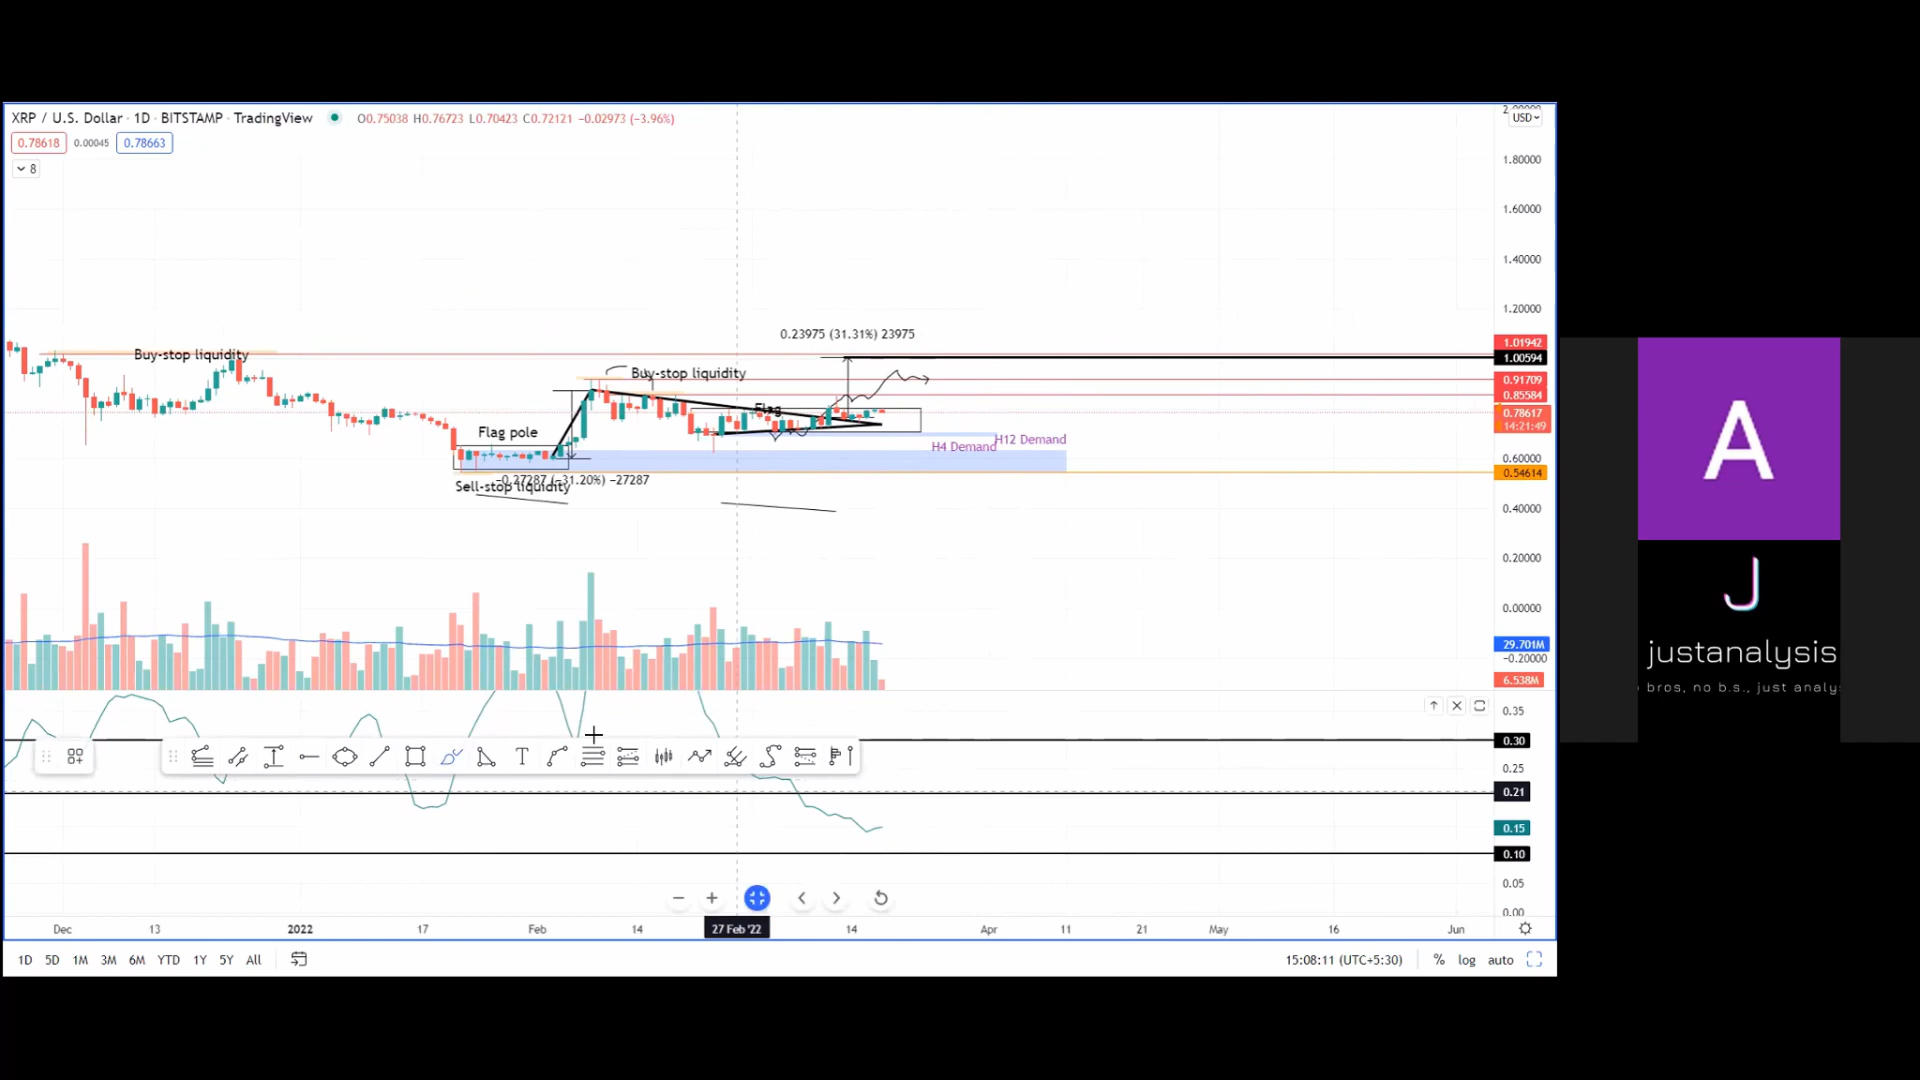 XRP / U.S. Dollar · 1D · BITSTAMP · TradingView
O0.75038 H0.76723 L0.70423 C0.72121 −0.02973 (−3.96%)
0.78618 0.00045 0.78663
8
USD
1.80000
1.60000
1.40000
1.20000
0.23975 (31.31%) 23975
1.01942
Buy-stop liquidity
1.00594
Buy-stop liquidity
0.91709
0.85584
Flag
0.78617
14:21:49
Flag pole
H12 Demand
H4 Demand
0.60000
0.54614
−0.27287 (−31.20%) −27287
Sell-stop liquidity
0.40000
0.20000
0.00000
29.701M
−0.20000
6.538M
0.35
0.30
0.25
0.21
0.15
0.10
0.05
0.00
Dec 13 2022 17 Feb 14 27 Feb '22 14 Apr 11 21 May 16 Jun
1D 5D 1M 3M 6M YTD 1Y 5Y All
15:08:11 (UTC+5:30) % log auto
A
J
justanalysis
bros, no b.s., just analy